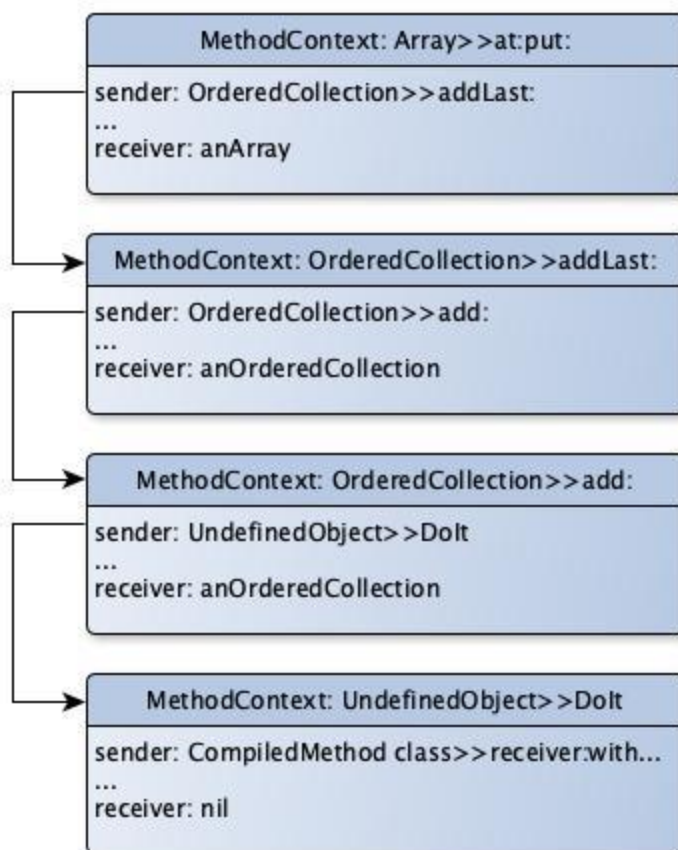 MethodContext: Array>>at:put:
sender: OrderedCollection>>addLast:
...
receiver: anArray
MethodContext: OrderedCollection>>addLast:
sender: OrderedCollection>>add:
...
receiver: anOrderedCollection
MethodContext: OrderedCollection>>add:
sender: UndefinedObject>>DoIt
...
receiver: anOrderedCollection
MethodContext: UndefinedObject>>DoIt
sender: CompiledMethod class>>receiver:with...
...
receiver: nil